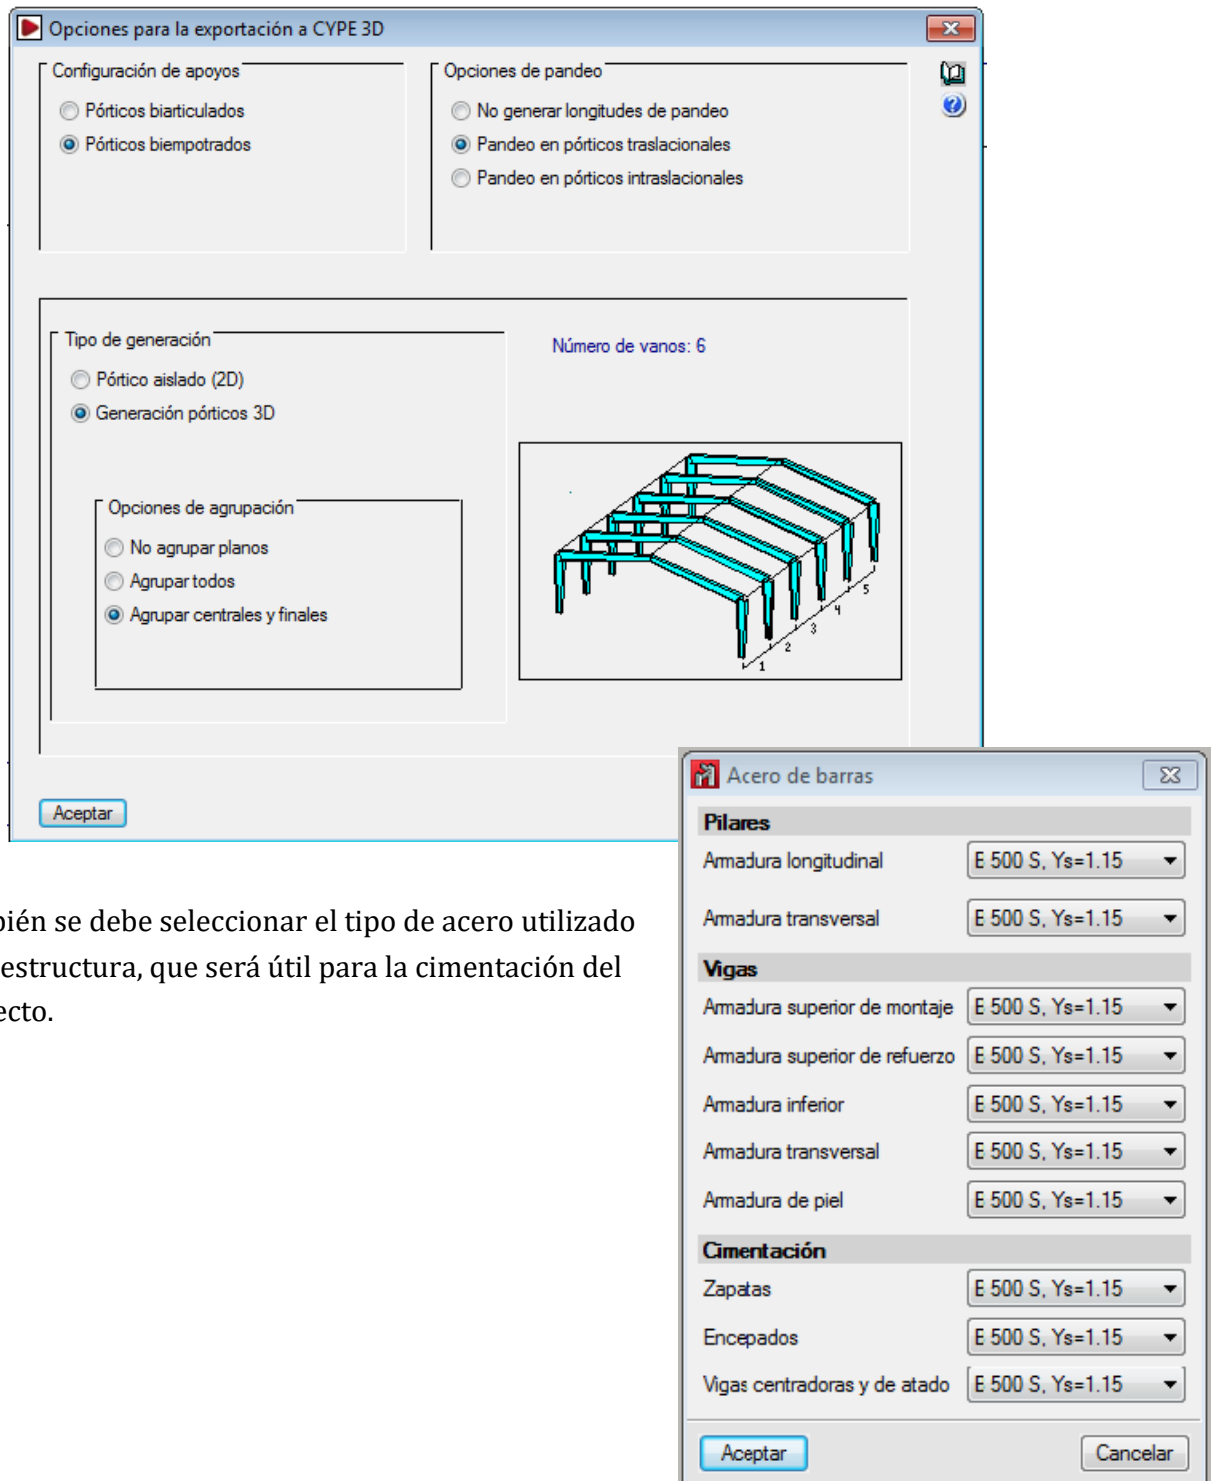 Opciones para la exportación a CYPE 3D
Configuración de apoyos
Pórticos biarticulados
Pórticos biempotrados
Opciones de pandeo
No generar longitudes de pandeo
Pandeo en pórticos traslacionales
Pandeo en pórticos intraslacionales
Tipo de generación
Pórtico aislado (2D)
Generación pórticos 3D
Número de vanos: 6
Opciones de agrupación
No agrupar planos
Agrupar todos
Agrupar centrales y finales
1
2
3
4
5
Aceptar
bién se debe seleccionar el tipo de acero utilizado
estructura, que será útil para la cimentación del
ecto.
Acero de barras
Pilares
Armadura longitudinal B 500 S, Ys=1.15
Armadura transversal B 500 S, Ys=1.15
Vigas
Armadura superior de montaje B 500 S, Ys=1.15
Armadura superior de refuerzo B 500 S, Ys=1.15
Armadura inferior B 500 S, Ys=1.15
Armadura transversal B 500 S, Ys=1.15
Armadura de piel B 500 S, Ys=1.15
Cimentación
Zapatas B 500 S, Ys=1.15
Encepados B 500 S, Ys=1.15
Vigas centradoras y de atado B 500 S, Ys=1.15
Aceptar Cancelar